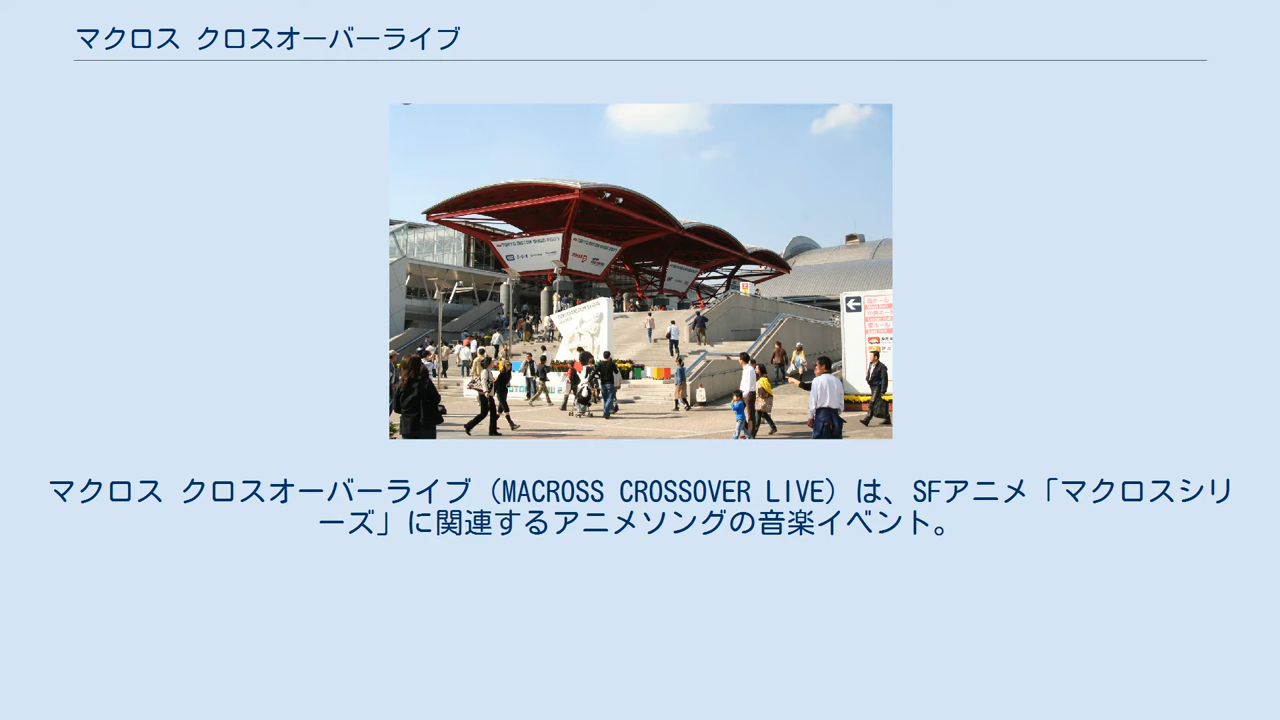 マクロス クロスオーバーライブ
マクロス クロスオーバーライブ（MACROSS CROSSOVER LIVE）は、SFアニメ「マクロスシリ
ーズ」に関連するアニメソングの音楽イベント。